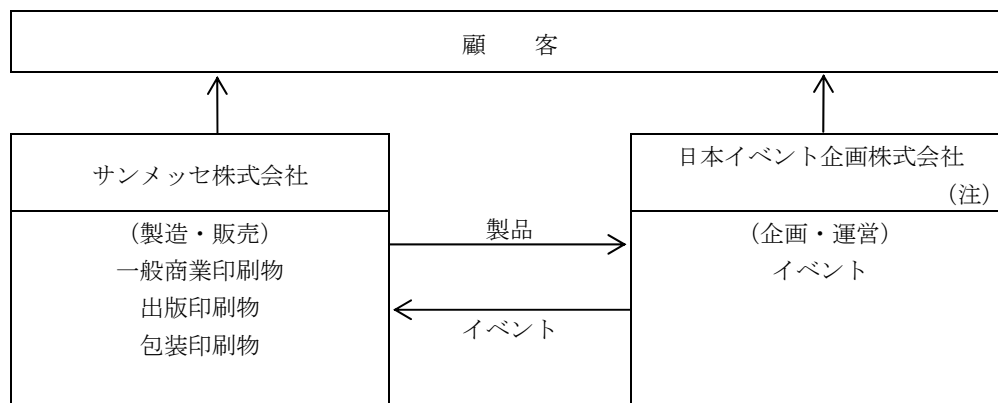 顧　客
サンメッセ株式会社
日本イベント企画株式会社
（注）
（製造・販売）
一般商業印刷物
出版印刷物
包装印刷物
製品
イベント
（企画・運営）
イベント